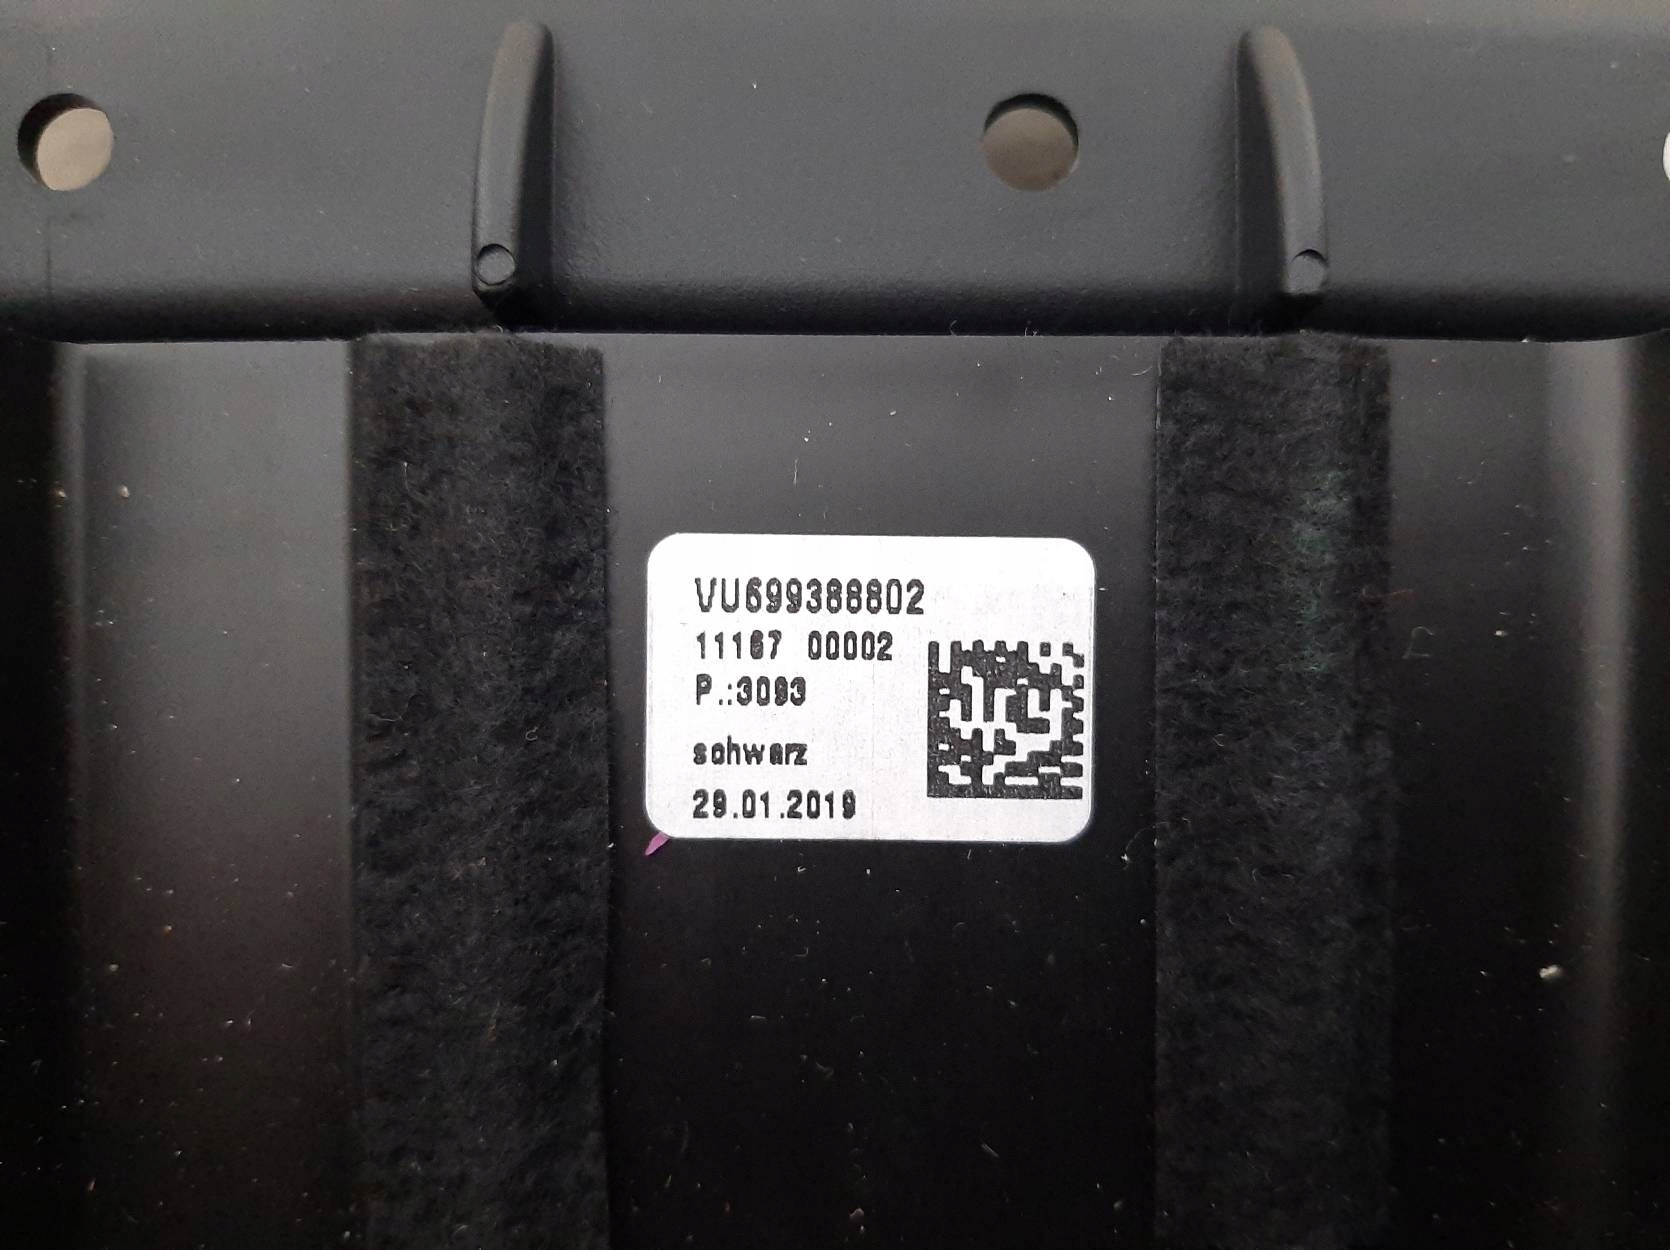 VU699388802
11167 00002
P.:3093
schwarz
29.01.2019